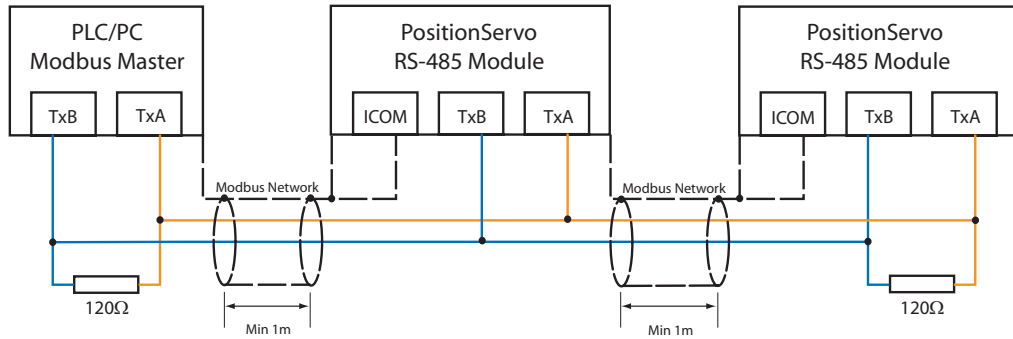 PLC/PC
Modbus Master
TxB
TxA
PositionServo
RS-485 Module
ICOM
TxB
TxA
PositionServo
RS-485 Module
ICOM
TxB
TxA
Modbus Network
Modbus Network
120Ω
Min 1m
Min 1m
120Ω